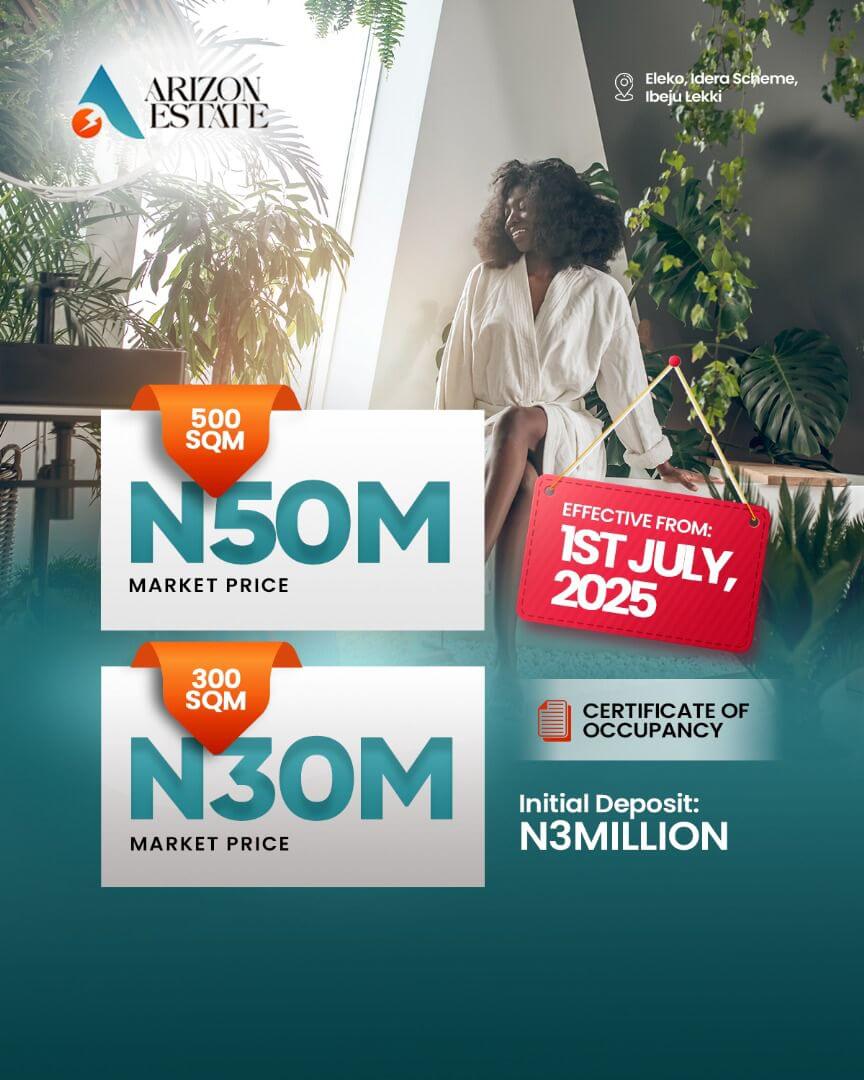 ARIZON
ESTATE
Eleko, Idera Scheme,
Ibeju Lekki
500
SQM
N50M
MARKET PRICE
EFFECTIVE FROM:
1ST JULY,
2025
300
SQM
N30M
MARKET PRICE
CERTIFICATE OF
OCCUPANCY
Initial Deposit:
N3MILLION